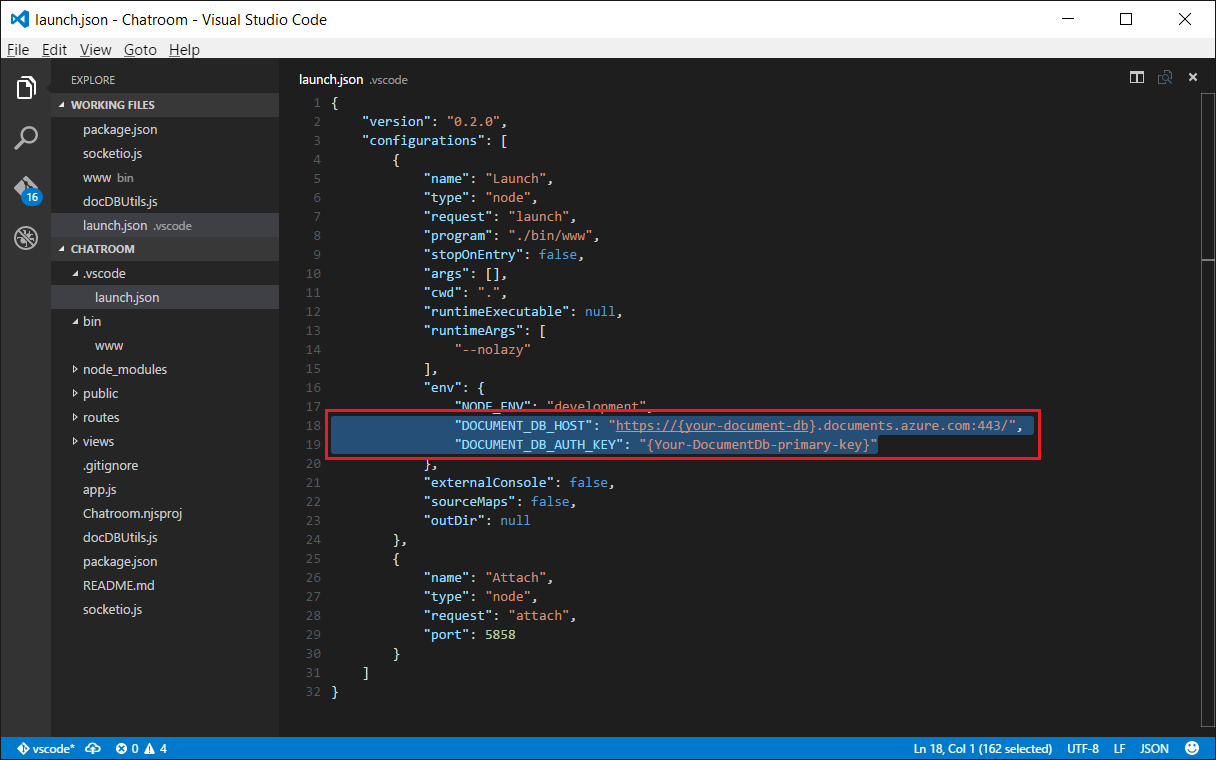 launch.json - Chatroom - Visual Studio Code
File Edit View Goto Help
EXPLORE
WORKING FILES
package.json
socketio.js
www bin
docDBUtils.js
launch.json .vscode
CHATROOM
.vscode
launch.json
bin
www
node_modules
public
routes
views
.gitignore
app.js
Chatroom.njsproj
docDBUtils.js
package.json
README.md
socketio.js
16
launch.json .vscode
1 {
2 "version": "0.2.0",
3 "configurations": [
4 {
5 "name": "Launch",
6 "type": "node",
7 "request": "launch",
8 "program": "./bin/www",
9 "stopOnEntry": false,
10 "args": [],
11 "cwd": ".",
12 "runtimeExecutable": null,
13 "runtimeArgs": [
14 "--nolazy"
15 ],
16 "env": {
17 "NODE_ENV": "development",
18 "DOCUMENT_DB_HOST": "https://{your-document-db}.documents.azure.com:443/",
19 "DOCUMENT_DB_AUTH_KEY": "{Your-DocumentDb-primary-key}"
20 },
21 "externalConsole": false,
22 "sourceMaps": false,
23 "outDir": null
24 },
25 {
26 "name": "Attach",
27 "type": "node",
28 "request": "attach",
29 "port": 5858
30 }
31 ]
32 }
vscode* 0 4 Ln 18, Col 1 (162 selected) UTF-8 LF JSON